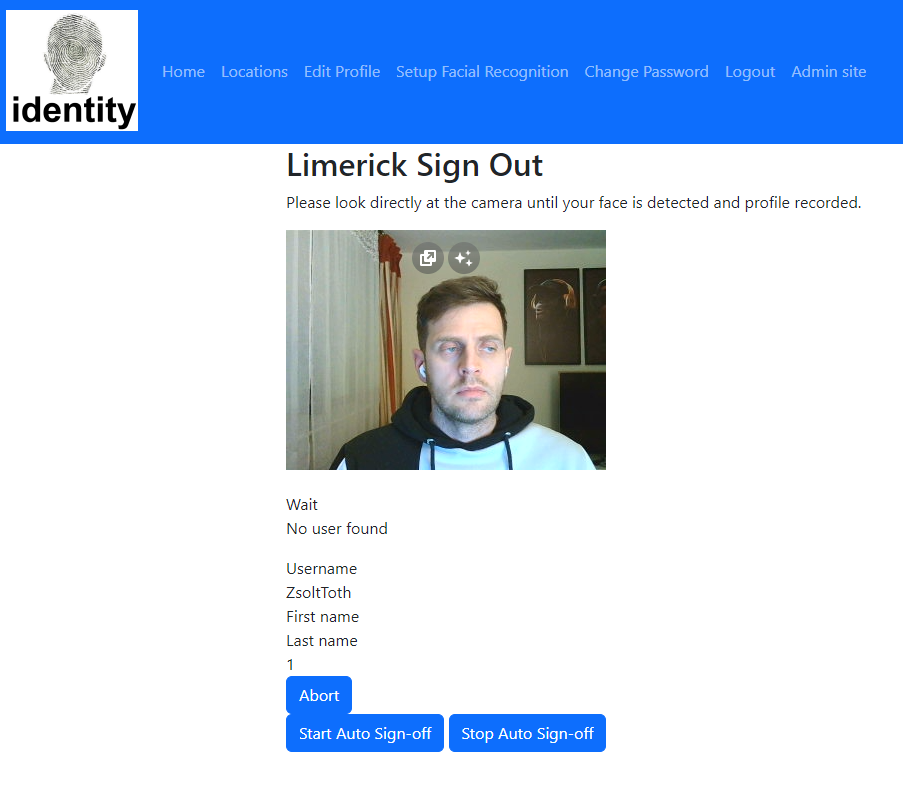 identity
Home Locations Edit Profile Setup Facial Recognition Change Password Logout Admin site
Limerick Sign Out
Please look directly at the camera until your face is detected and profile recorded.
Wait
No user found
Username
ZsoltToth
First name
Last name
1
Abort
Start Auto Sign-off Stop Auto Sign-off